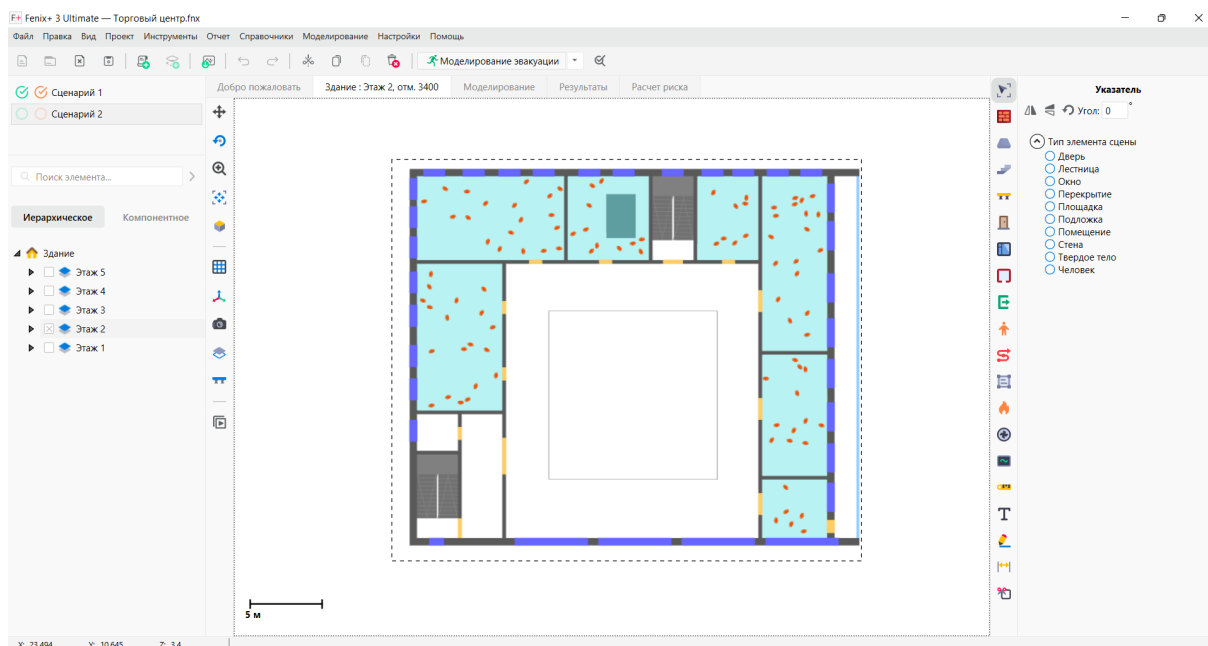 F+ Fenix+ 3 Ultimate — Торговый центр.fnx
Файл Правка Вид Проект Инструменты Отчет Справочники Моделирование Настройки Помощь
Моделирование эвакуации
Сценарий 1
Сценарий 2
Добро пожаловать Здание : Этаж 2, отм. 3400 Моделирование Результаты Расчет риска
Поиск элемента...
Иерархическое Компонентное
Здание
Этаж 5
Этаж 4
Этаж 3
Этаж 2
Этаж 1
5 м
Указатель
Угол: 0 °
Тип элемента сцены
Дверь
Лестница
Окно
Перекрытие
Площадка
Подложка
Помещение
Стена
Твердое тело
Человек
X: 23.494 Y: 10.645 Z: 3.4